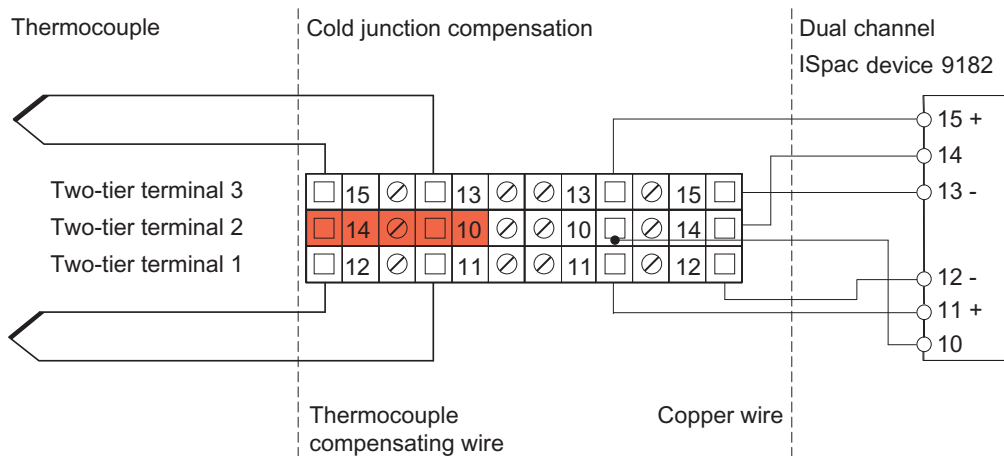 Thermocouple
Cold junction compensation
Dual channel
ISpac device 9182
15 +
14
13 -
Two-tier terminal 3
15 13 13 15
Two-tier terminal 2
14 10 10 14
Two-tier terminal 1
12 11 11 12
12 -
11 +
10
Thermocouple
compensating wire
Copper wire